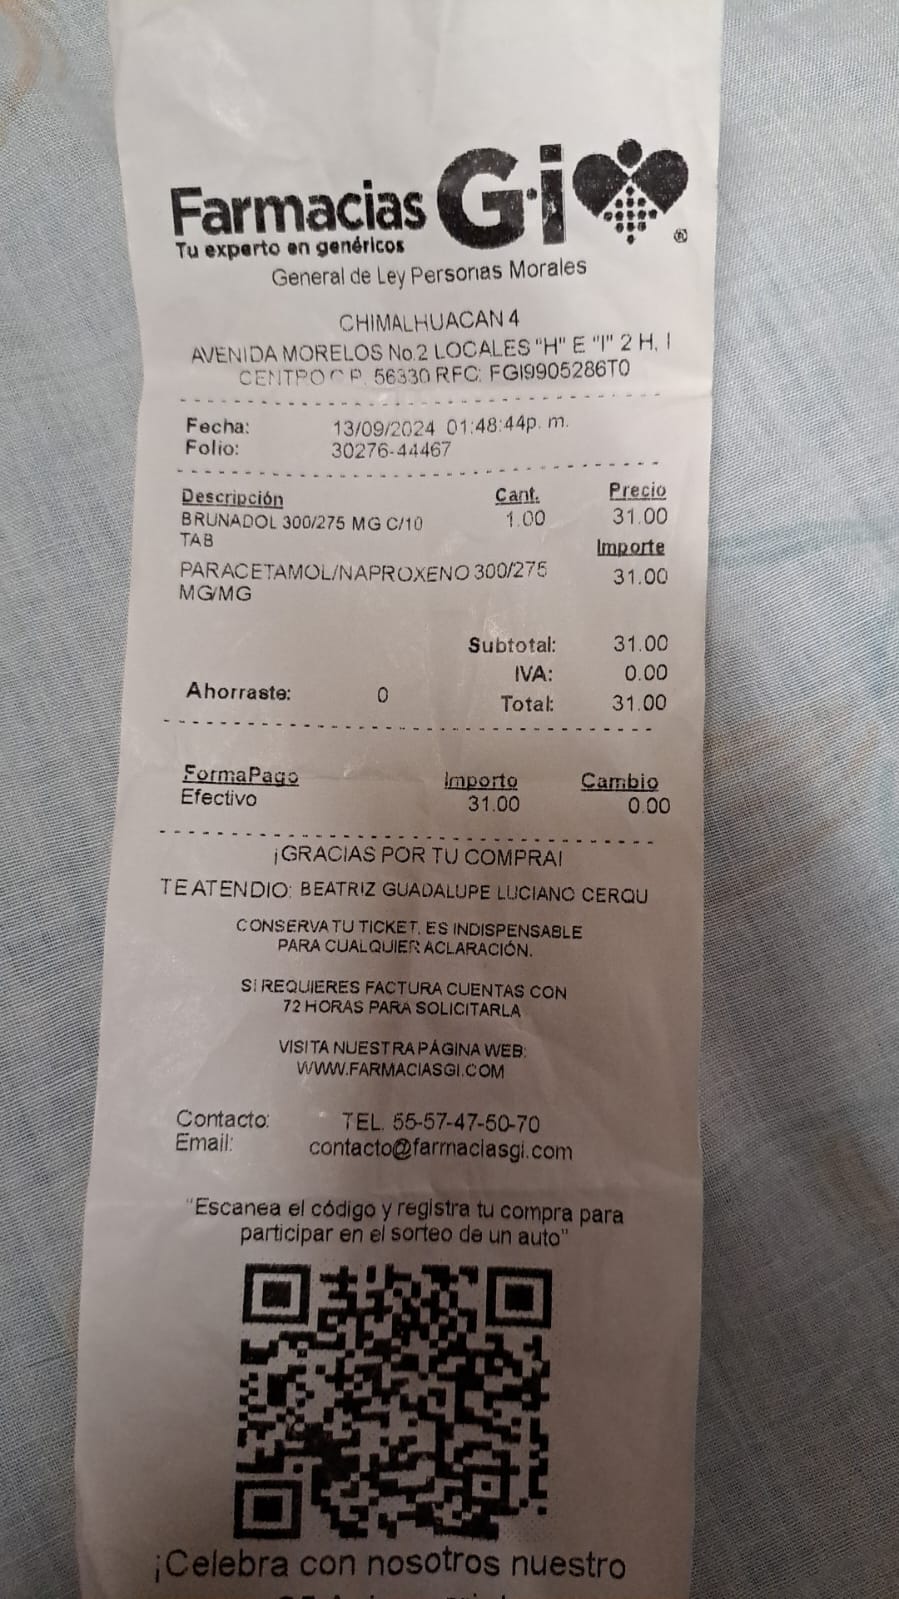 Farmacias Gi
Tu experto en genéricos
General de Ley Personas Morales
CHIMALHUACAN 4
AVENIDA MORELOS No.2 LOCALES "H" E "I" 2 H, I
CENTRO C.P. 56330 RFC: FGI9905286T0
Fecha: 13/09/2024 01:48:44p. m.
Folio: 30276-44467
Descripción Cant. Precio
BRUNADOL 300/275 MG C/10 1.00 31.00
TAB Importe
PARACETAMOL/NAPROXENO 300/275 31.00
MG/MG
Subtotal: 31.00
IVA: 0.00
Ahorraste: 0 Total: 31.00
FormaPago Importo Cambio
Efectivo 31.00 0.00
¡GRACIAS POR TU COMPRA!
TE ATENDIO: BEATRIZ GUADALUPE LUCIANO CERQU
CONSERVA TU TICKET, ES INDISPENSABLE
PARA CUALQUIER ACLARACIÓN.
SI REQUIERES FACTURA CUENTAS CON
72 HORAS PARA SOLICITARLA
VISITA NUESTRA PÁGINA WEB:
WWW.FARMACIASGI.COM
Contacto: TEL. 55-57-47-50-70
Email: contacto@farmaciasgi.com
"Escanea el código y registra tu compra para
participar en el sorteo de un auto"
¡Celebra con nosotros nuestro